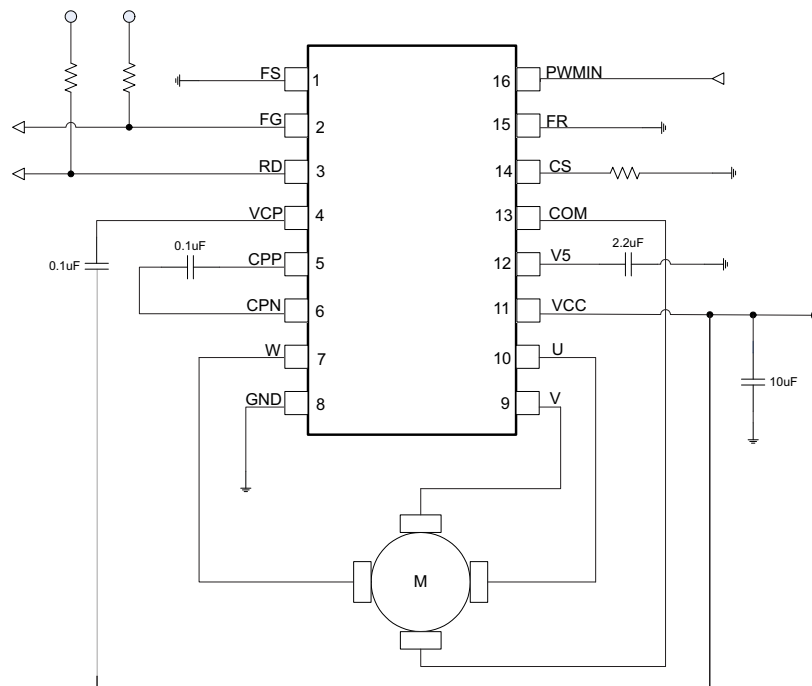 FS
1
16
PWMIN
FG
2
15
FR
RD
3
14
CS
VCP
4
13
COM
0.1uF
0.1uF
CPP
5
12
V5
2.2uF
CPN
6
11
VCC
W
7
10
U
10uF
GND
8
9
V
M